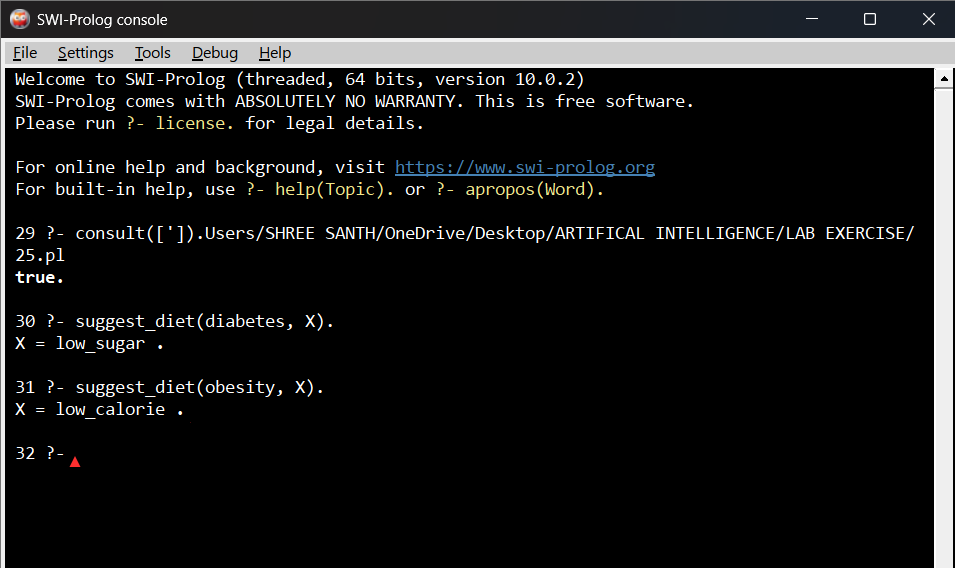 SWI-Prolog console
File Settings Tools Debug Help
Welcome to SWI-Prolog (threaded, 64 bits, version 10.0.2)
SWI-Prolog comes with ABSOLUTELY NO WARRANTY. This is free software.
Please run ?- license. for legal details.
For online help and background, visit https://www.swi-prolog.org
For built-in help, use ?- help(Topic). or ?- apropos(Word).
29 ?- consult([']).Users/SHREE SANTH/OneDrive/Desktop/ARTIFICAL INTELLIGENCE/LAB EXERCISE/
25.pl
true.
30 ?- suggest_diet(diabetes, X).
X = low_sugar .
31 ?- suggest_diet(obesity, X).
X = low_calorie .
32 ?-